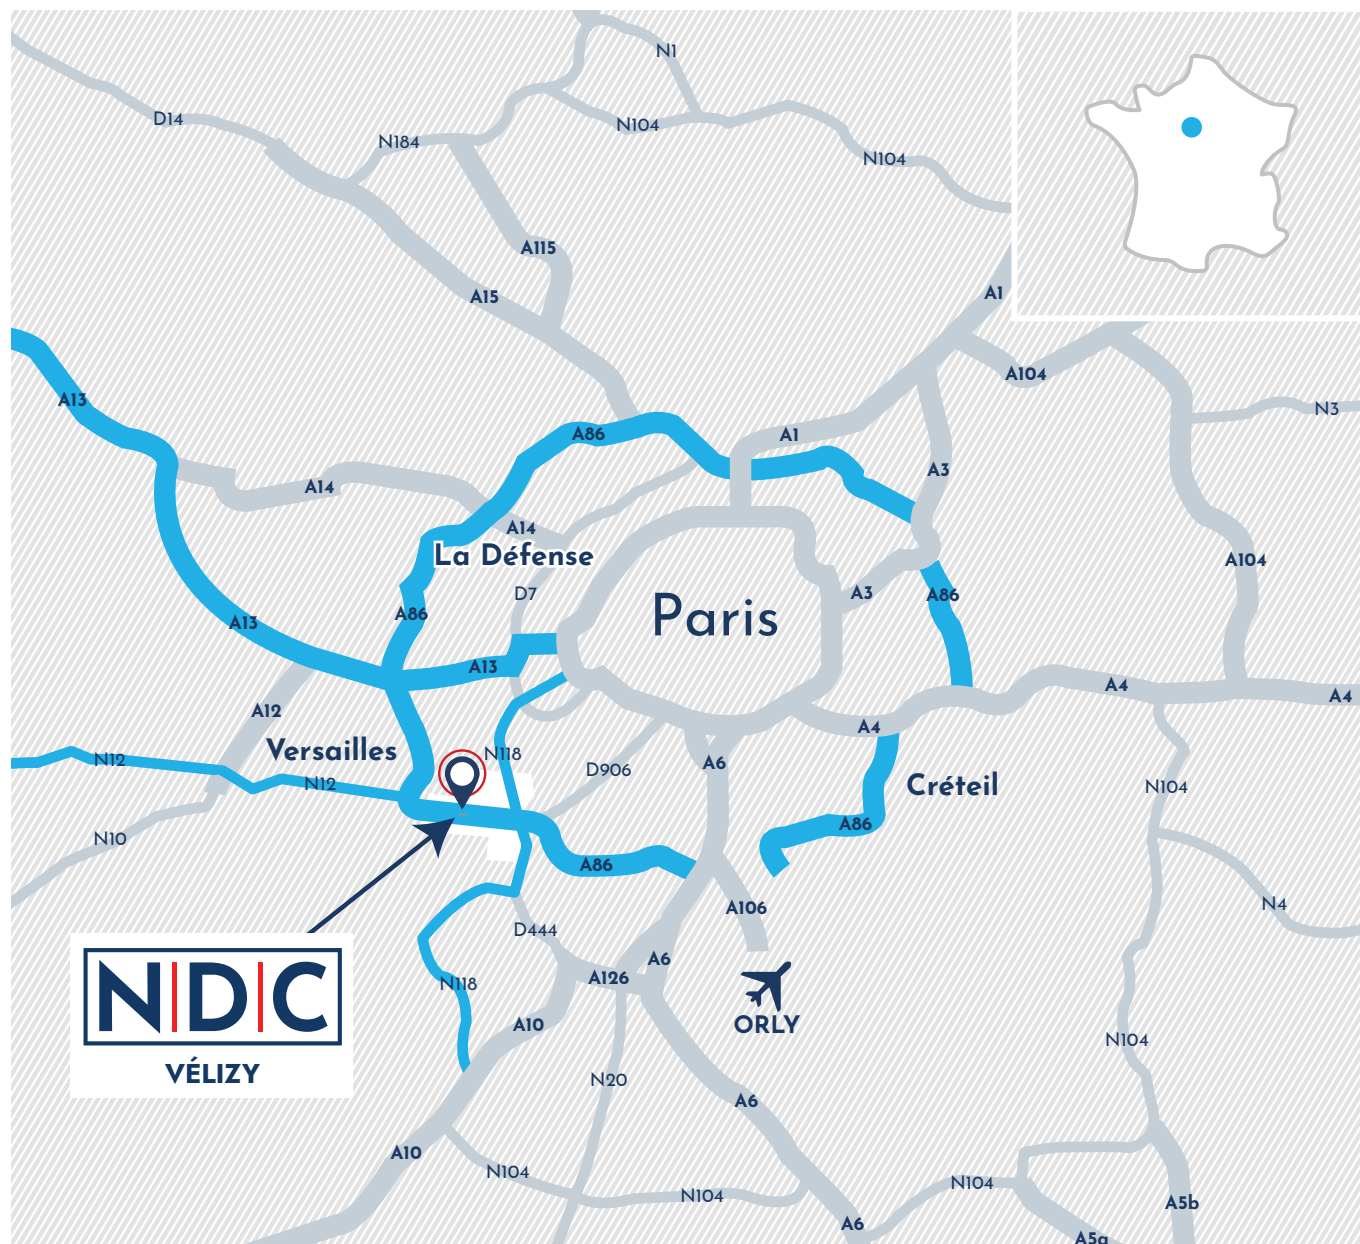 N1
D14
N104
N184
N104
A115
A1
A15
A104
A13
N3
A86
A1
A3
A14
A14
La Défense
A104
D7
A3
A86
A86
Paris
A13
A13
A4
A4
A12
A4
Versailles
N118
N12
A6
D906
N12
Créteil
N104
A86
N10
A86
N4
A106
D444
A6
A126
N118
N|D|C
A10
ORLY
N104
VÉLIZY
N20
A6
A10
N104
N104
N104
A5b
A6
A5a